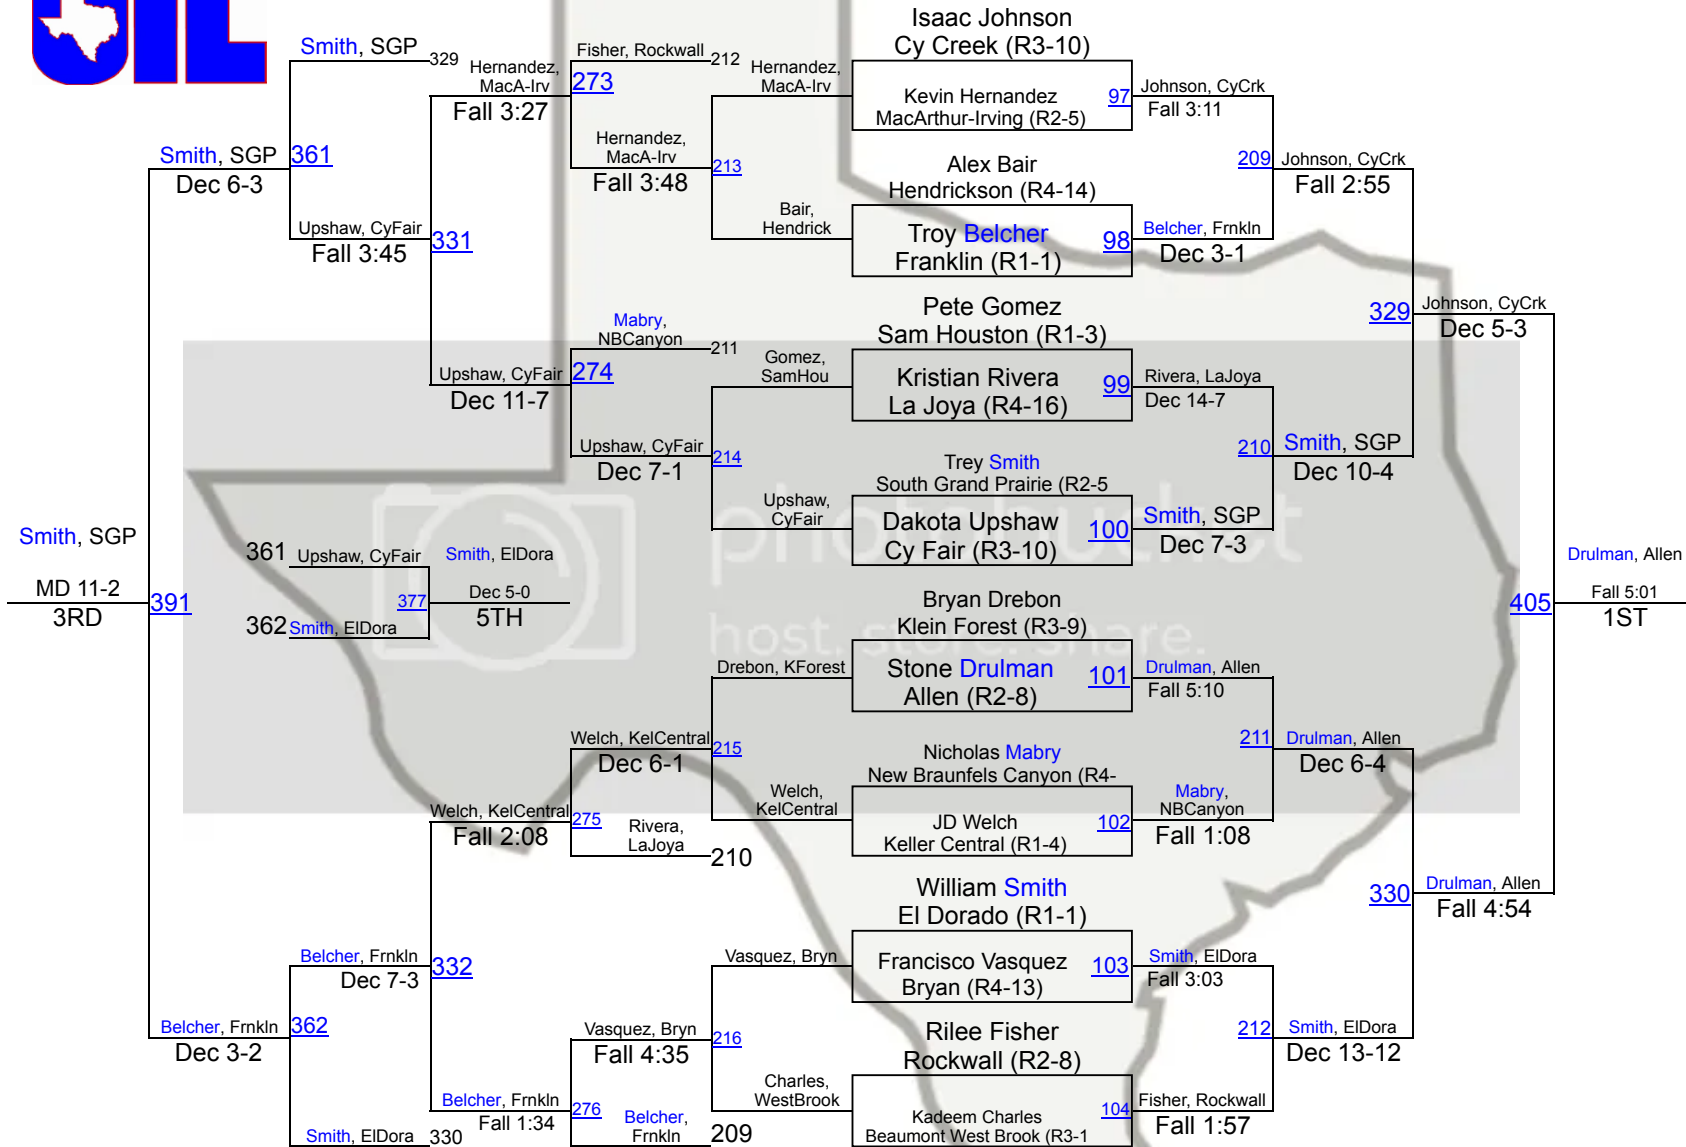 UIL
Smith, SGP
329
Hernandez,
MacA-Irv
Fall 3:27
Fisher, Rockwall
212
273
Hernandez,
MacA-Irv
Isaac Johnson
Cy Creek (R3-10)
Kevin Hernandez
MacArthur-Irving (R2-5)
97
Johnson, CyCrk
Fall 3:11
Smith, SGP
Dec 6-3
361
Hernandez,
MacA-Irv
Fall 3:48
213
Alex Bair
Hendrickson (R4-14)
209
Johnson, CyCrk
Fall 2:55
Upshaw, CyFair
Fall 3:45
331
Bair,
Hendrick
Troy Belcher
Franklin (R1-1)
98
Belcher, Frnkln
Dec 3-1
Mabry,
NBCanyon
211
Pete Gomez
Sam Houston (R1-3)
329
Johnson, CyCrk
Dec 5-3
Upshaw, CyFair
Dec 11-7
274
Gomez,
SamHou
Kristian Rivera
La Joya (R4-16)
99
Rivera, LaJoya
Dec 14-7
Upshaw, CyFair
Dec 7-1
214
Trey Smith
South Grand Prairie (R2-5
210
Smith, SGP
Dec 10-4
Upshaw,
CyFair
Dakota Upshaw
Cy Fair (R3-10)
100
Smith, SGP
Dec 7-3
photobucket
host. store. share.
Smith, SGP
MD 11-2
3RD
391
361
Upshaw, CyFair
362
Smith, ElDora
377
Smith, ElDora
Dec 5-0
5TH
Bryan Drebon
Klein Forest (R3-9)
405
Drulman, Allen
Fall 5:01
1ST
Drebon, KForest
Stone Drulman
Allen (R2-8)
101
Drulman, Allen
Fall 5:10
Welch, KelCentral
Dec 6-1
215
Nicholas Mabry
New Braunfels Canyon (R4-
211
Drulman, Allen
Dec 6-4
Welch, KelCentral
Fall 2:08
275
Rivera,
LaJoya
210
Welch,
KelCentral
JD Welch
Keller Central (R1-4)
102
Mabry,
NBCanyon
Fall 1:08
William Smith
El Dorado (R1-1)
330
Drulman, Allen
Fall 4:54
Belcher, Frnkln
Dec 7-3
332
Vasquez, Bryn
Francisco Vasquez
Bryan (R4-13)
103
Smith, ElDora
Fall 3:03
Belcher, Frnkln
Dec 3-2
362
Vasquez, Bryn
Fall 4:35
216
Rilee Fisher
Rockwall (R2-8)
212
Smith, ElDora
Dec 13-12
Smith, ElDora
330
Belcher, Frnkln
Fall 1:34
276
Belcher,
Frnkln
209
Charles,
WestBrook
Kadeem Charles
Beaumont West Brook (R3-1
104
Fisher, Rockwall
Fall 1:57